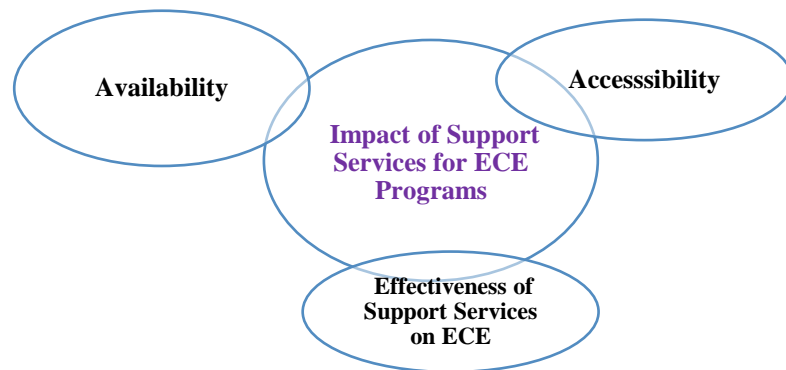 Availability
Accesssibility
Impact of Support
Services for ECE
Programs
Effectiveness of
Support Services
on ECE